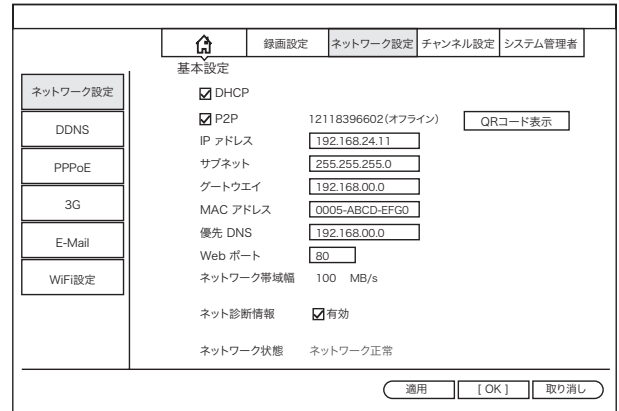 録画設定 ネットワーク設定 チャンネル設定 システム管理者
基本設定
ネットワーク設定
DDNS
PPPoE
3G
E-Mail
WiFi設定
DHCP
P2P 12118396602(オフライン) QRコード表示
IP ァドレス 192.168.24.11
サブネット 255.255.255.0
グートウエイ 192.168.00.0
MAC アドレス 0005-ABCD-EFG0
優先 DNS 192.168.00.0
Web ポート 80
ネットワーク帯域幅 100 MB/s
ネット診断情報 有効
ネットワーク状態 ネットワーク正常
適用 [ OK ] 取り消し